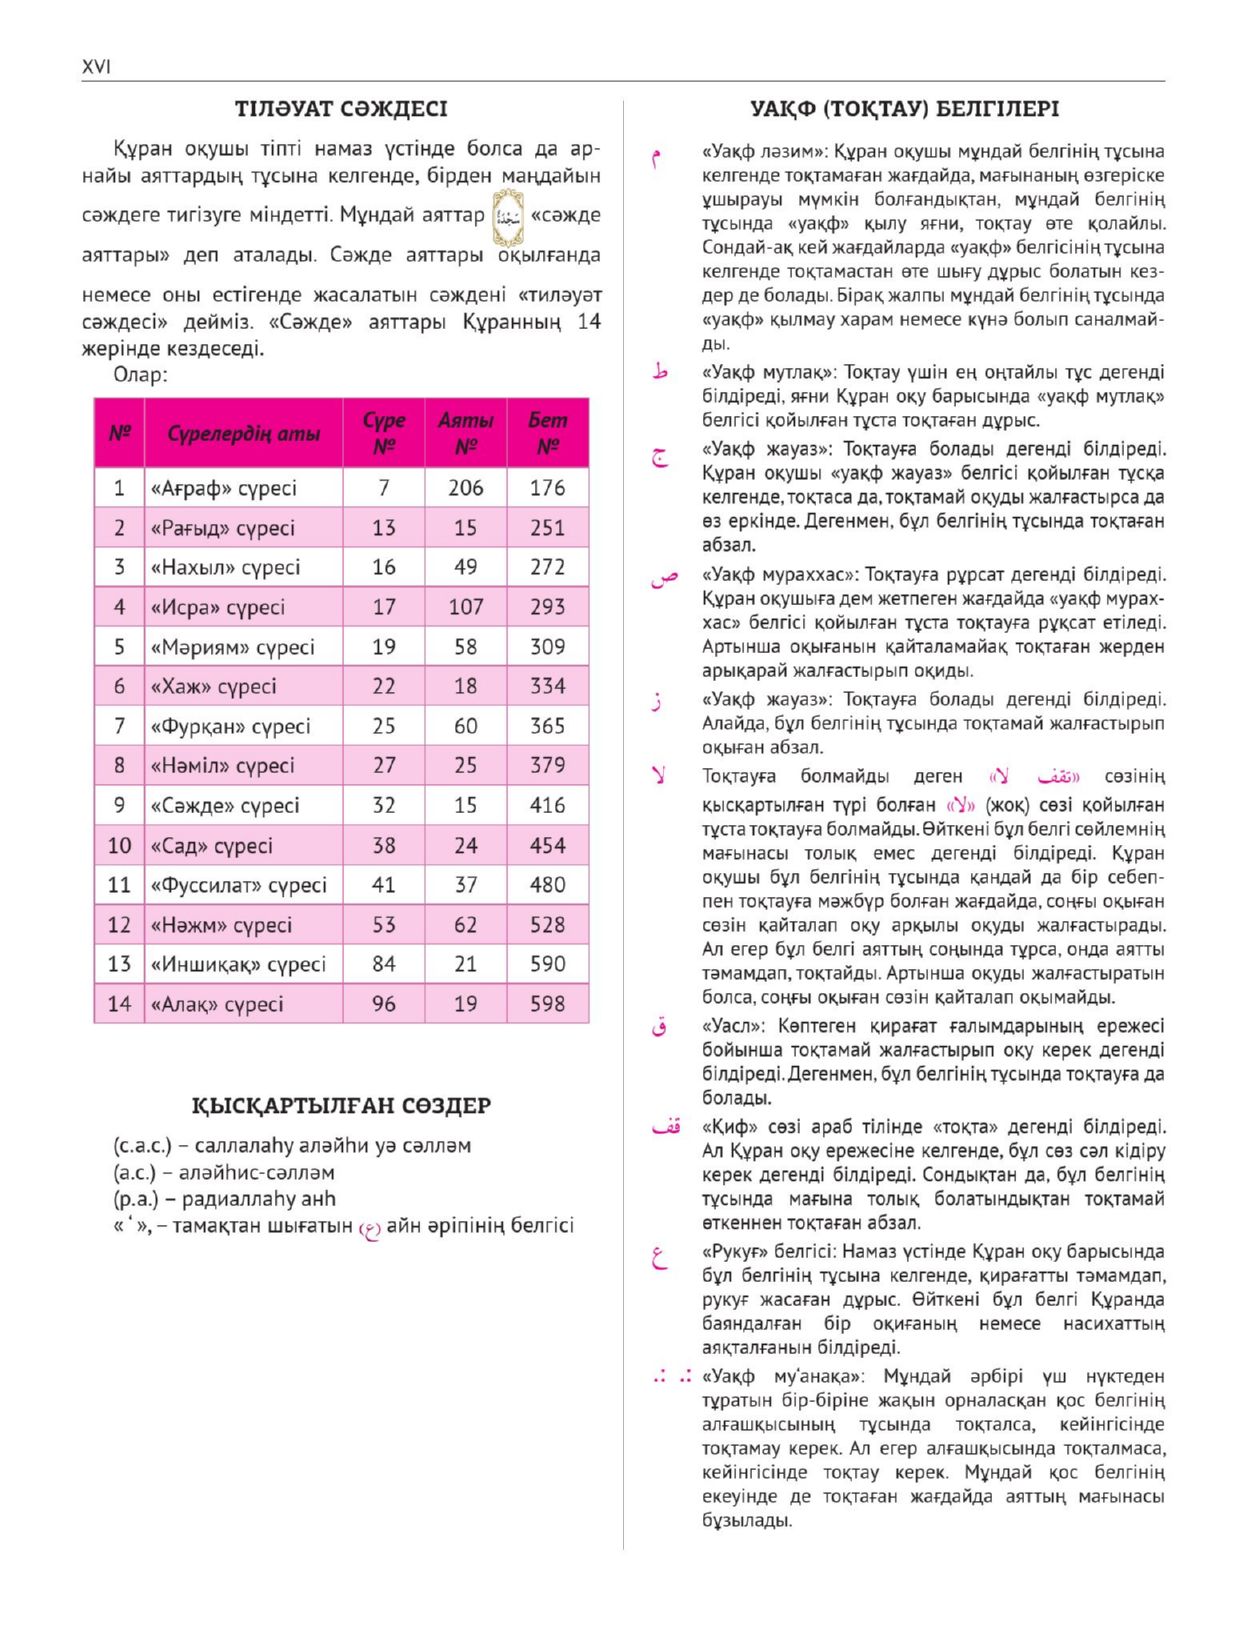 XVI
ТІЛӘУАТ СӘЖДЕСІ
Құран оқушы тіпті намаз үстінде болса да ар-
найы аяттардың тұсына келгенде, бірден маңдайын
сәждеге тигізуге міндетті. Мұндай аяттар سَجْدَةٌ «сәжде
аяттары» деп аталады. Сәжде аяттары оқылғанда
немесе оны естігенде жасалатын сәждені «тиләуәт
сәждесі» дейміз. «Сәжде» аяттары Құранның 14
жерінде кездеседі.
Олар:
№ Сүрелердің аты Сүре № Аяты № Бет №
1 «Ағраф» сүресі 7 206 176
2 «Рағыд» сүресі 13 15 251
3 «Нахыл» сүресі 16 49 272
4 «Исра» сүресі 17 107 293
5 «Мәриям» сүресі 19 58 309
6 «Хаж» сүресі 22 18 334
7 «Фурқан» сүресі 25 60 365
8 «Нәміл» сүресі 27 25 379
9 «Сәжде» сүресі 32 15 416
10 «Сад» сүресі 38 24 454
11 «Фуссилат» сүресі 41 37 480
12 «Нәжм» сүресі 53 62 528
13 «Иншиқақ» сүресі 84 21 590
14 «Алақ» сүресі 96 19 598
ҚЫСҚАРТЫЛҒАН СӨЗДЕР
(с.а.с.) – саллалаһу аләйһи уә сәлләм
(а.с.) – аләйһис-сәлләм
(р.а.) – радиаллаһу анһ
« ʿ », – тамақтан шығатын (ع) айн әріпінің белгісі
УАҚФ (ТОҚТАУ) БЕЛГІЛЕРІ
م «Уақф ләзим»: Құран оқушы мұндай белгінің тұсына
келгенде тоқтамаған жағдайда, мағынаның өзгеріске
ұшырауы мүмкін болғандықтан, мұндай белгінің
тұсында «уақф» қылу яғни, тоқтау өте қолайлы.
Сондай-ақ кей жағдайларда «уақф» белгісінің тұсына
келгенде тоқтамастан өте шығу дұрыс болатын кез-
дер де болады. Бірақ жалпы мұндай белгінің тұсында
«уақф» қылмау харам немесе күнә болып саналмай-
ды.
ط «Уақф мутлақ»: Тоқтау үшін ең оңтайлы тұс дегенді
білдіреді, яғни Құран оқу барысында «уақф мутлақ»
белгісі қойылған тұста тоқтаған дұрыс.
ج «Уақф жауаз»: Тоқтауға болады дегенді білдіреді.
Құран оқушы «уақф жауаз» белгісі қойылған тұсқа
келгенде, тоқтаса да, тоқтамай оқуды жалғастырса да
өз еркінде. Дегенмен, бұл белгінің тұсында тоқтаған
абзал.
ص «Уақф мураххас»: Тоқтауға рұрсат дегенді білдіреді.
Құран оқушыға дем жетпеген жағдайда «уақф мурах-
хас» белгісі қойылған тұста тоқтауға рұқсат етіледі.
Артынша оқығанын қайталамайақ тоқтаған жерден
арықарай жалғастырып оқиды.
ز «Уақф жауаз»: Тоқтауға болады дегенді білдіреді.
Алайда, бұл белгінің тұсында тоқтамай жалғастырып
оқыған абзал.
لا Тоқтауға болмайды деген «لا تقف» сөзінің
қысқартылған түрі болған «لا» (жоқ) сөзі қойылған
тұста тоқтауға болмайды. Өйткені бұл белгі сөйлемнің
мағынасы толық емес дегенді білдіреді. Құран
оқушы бұл белгінің тұсында қандай да бір себеп-
пен тоқтауға мәжбүр болған жағдайда, соңғы оқыған
сөзін қайталап оқу арқылы оқуды жалғастырады.
Ал егер бұл белгі аяттың соңында тұрса, онда аятты
тәмамдап, тоқтайды. Артынша оқуды жалғастыратын
болса, соңғы оқыған сөзін қайталап оқымайды.
ق «Уасл»: Көптеген қирағат ғалымдарының ережесі
бойынша тоқтамай жалғастырып оқу керек дегенді
білдіреді. Дегенмен, бұл белгінің тұсында тоқтауға да
болады.
قف «Қиф» сөзі араб тілінде «тоқта» дегенді білдіреді.
Ал Құран оқу ережесіне келгенде, бұл сөз сәл кідіру
керек дегенді білдіреді. Сондықтан да, бұл белгінің
тұсында мағына толық болатындықтан тоқтамай
өткеннен тоқтаған абзал.
ع «Рукуғ» белгісі: Намаз үстінде Құран оқу барысында
бұл белгінің тұсына келгенде, қирағатты тәмамдап,
рукуғ жасаған дұрыс. Өйткені бұл белгі Құранда
баяндалған бір оқиғаның немесе насихаттың
аяқталғанын білдіреді.
∴ ∴ «Уақф муʿанақа»: Мұндай әрбірі үш нүктеден
тұратын бір-біріне жақын орналасқан қос белгінің
алғашқысының тұсында тоқталса, кейінгісінде
тоқтамау керек. Ал егер алғашқысында тоқталмаса,
кейінгісінде тоқтау керек. Мұндай қос белгінің
екеуінде де тоқтаған жағдайда аяттың мағынасы
бұзылады.